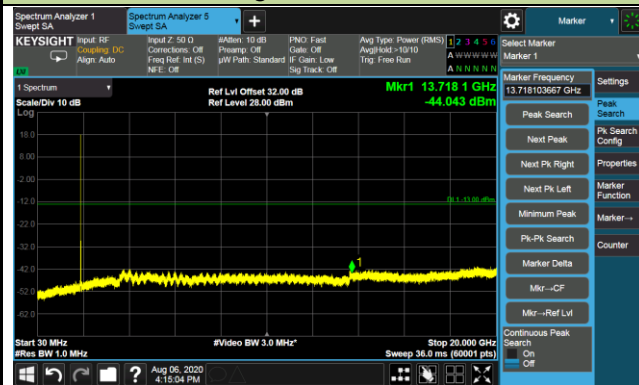 Spectrum Analyzer 1
Swept SA
Spectrum Analyzer 5
Swept SA
Marker
KEYSIGHT
Input: RF
Coupling: DC
Align: Auto
Input Z: 50 Ω
Corrections: Off
Freq Ref: Int (S)
NFE: Off
#Atten: 10 dB
Preamp: Off
µW Path: Standard
PNO: Fast
Gate: Off
IF Gain: Low
Sig Track: Off
Avg Type: Power (RMS)
Avg|Hold:>10/10
Trig: Free Run
1 2 3 4 5 6
A W W W W W
A N N N N N
Select Marker
Marker 1
1 Spectrum
Scale/Div 10 dB
Log
Ref Lvl Offset 32.00 dB
Ref Level 28.00 dBm
Mkr1 13.718 1 GHz
-44.043 dBm
18.0
8.00
-2.00
-12.0
-22.0
-32.0
-42.0
-52.0
-62.0
DL1 -13.00 dBm
1
Start 30 MHz
#Res BW 1.0 MHz
#Video BW 3.0 MHz*
Stop 20.000 GHz
Sweep 36.0 ms (60001 pts)
Marker Frequency
13.718103667 GHz
Peak Search
Next Peak
Next Pk Right
Next Pk Left
Minimum Peak
Pk-Pk Search
Marker Delta
Mkr→CF
Mkr→Ref Lvl
Continuous Peak
Search
On
Off
Settings
Peak
Search
Pk Search
Config
Properties
Marker
Function
Marker→
Counter
?
Aug 06, 2020
4:15:04 PM